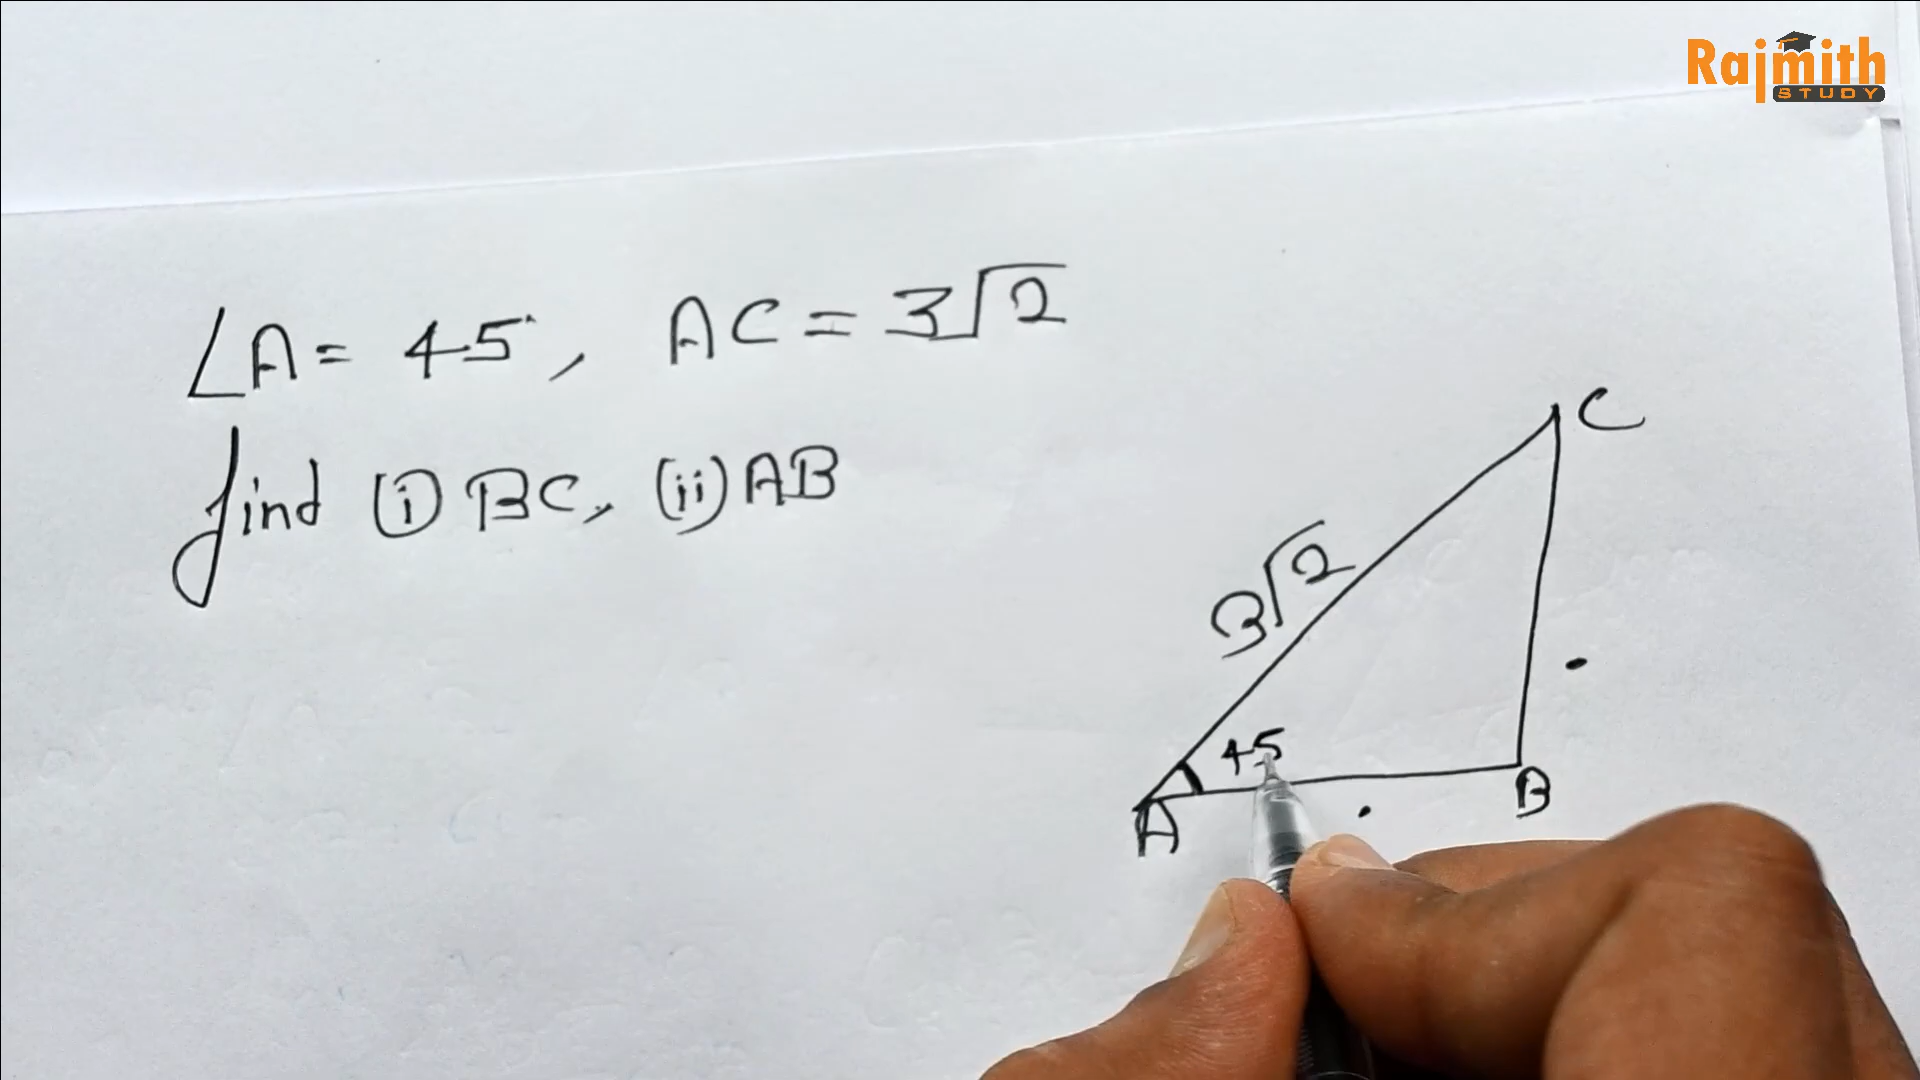 Rajmith
STUDY
∠A = 45°, AC = 3√2
find (i) BC, (ii) AB
C
3√2
45
A
B